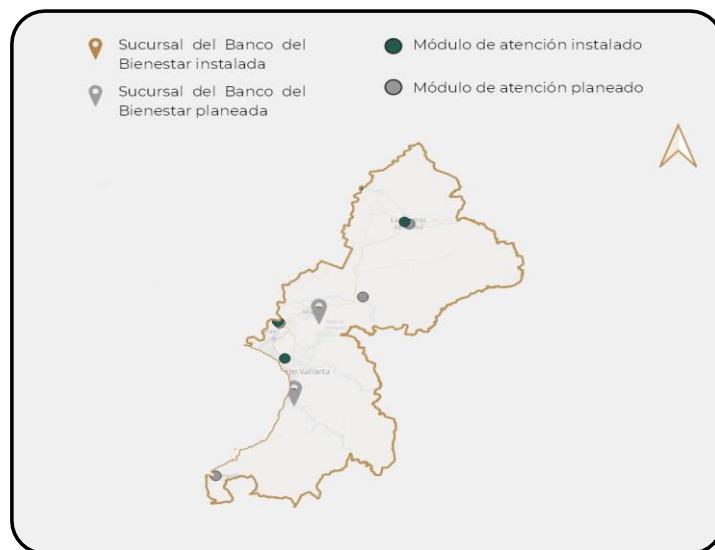 Sucursal del Banco del
Bienestar instalada
Módulo de atención instalado
Sucursal del Banco del
Bienestar planeada
Módulo de atención planeado
Vallarta